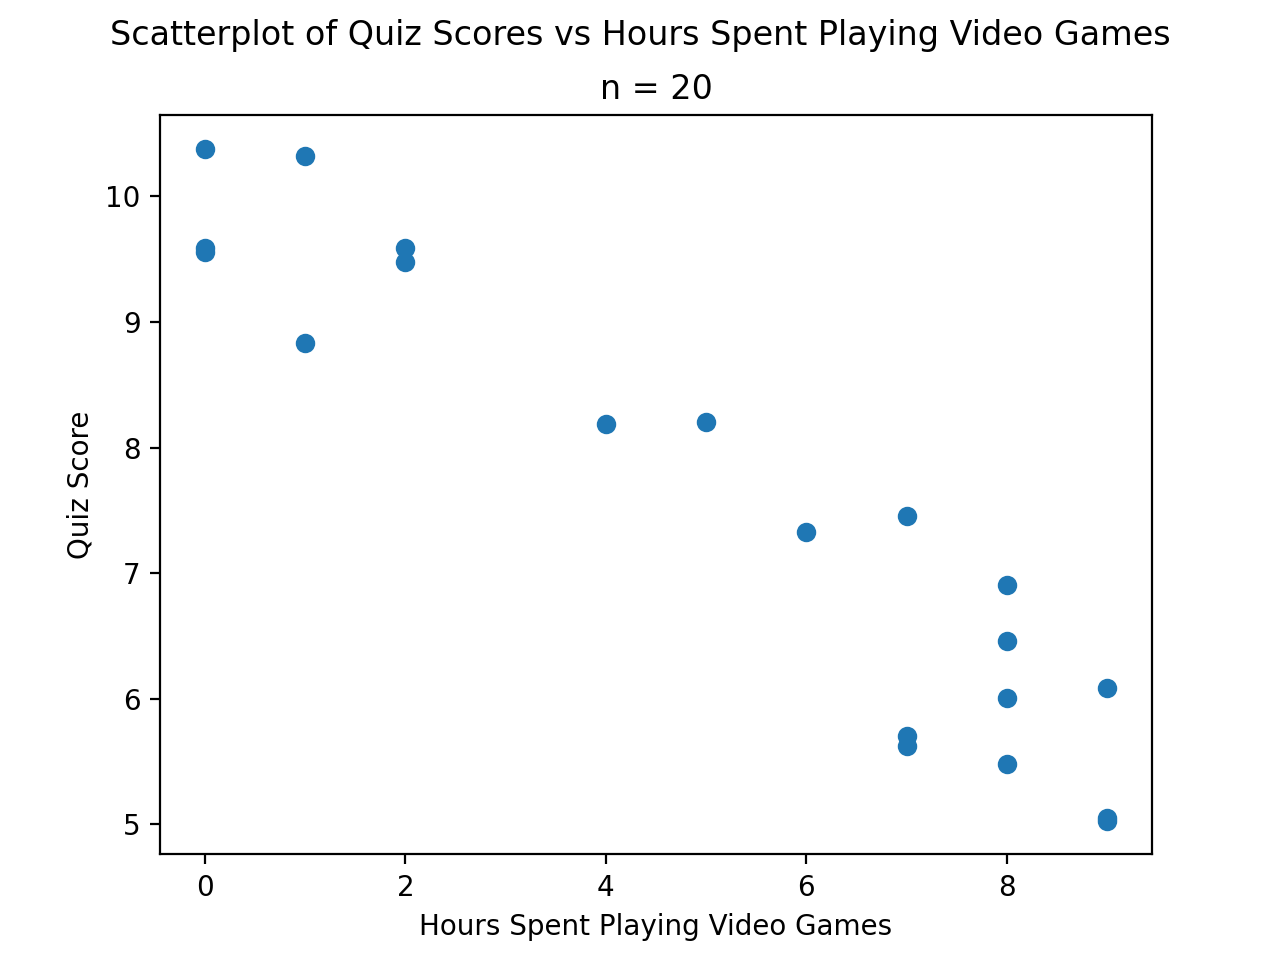 Scatterplot of Quiz Scores vs Hours Spent Playing Video Games
n = 20
10
9
8
7
6
5
Quiz Score
0 2 4 6 8
Hours Spent Playing Video Games